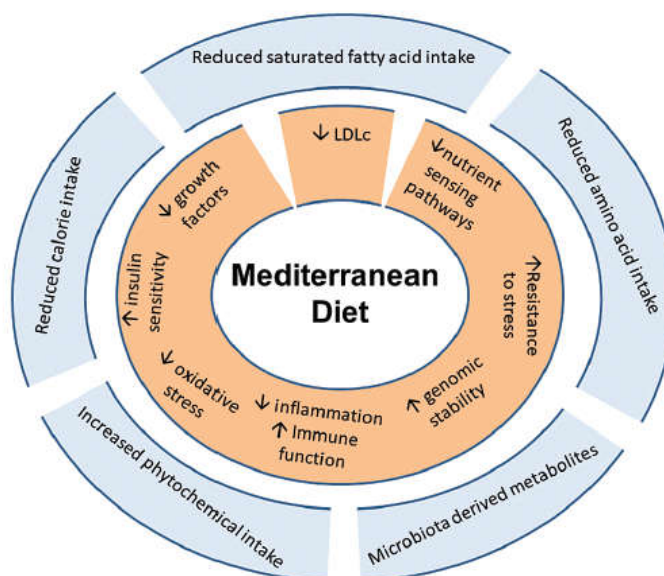 Reduced saturated fatty acid intake
Reduced calorie intake
Reduced amino acid intake
Increased phytochemical intake
Microbiota derived metabolites
↓ LDLc
↓ nutrient
sensing
pathways
↑ Resistance
to stress
↑ genomic
stability
↓ inflammation
↑ Immune
function
↓ oxidative
stress
↑ insulin
sensitivity
↓ growth
factors
Mediterranean
Diet